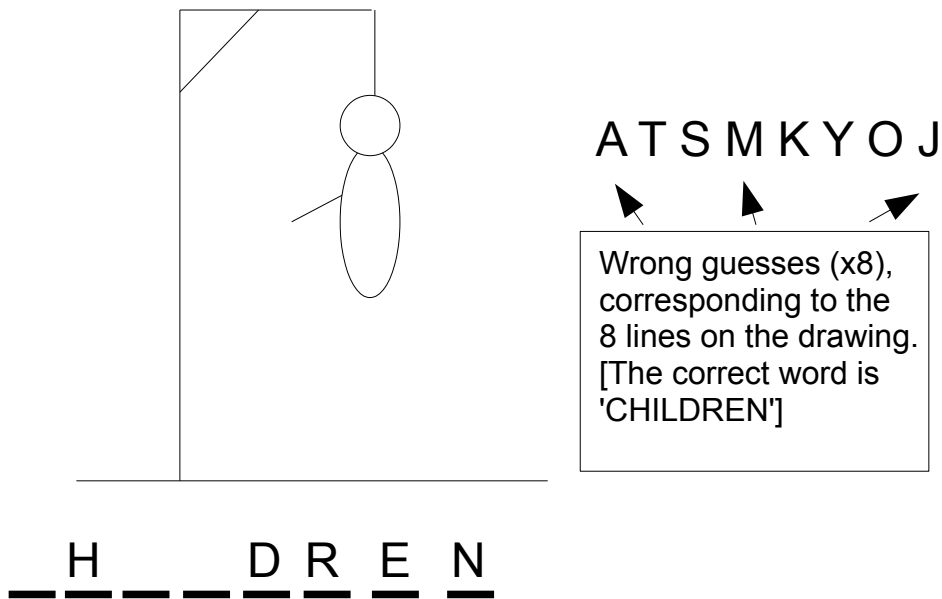 A T S M K Y O J
Wrong guesses (x8),
corresponding to the
8 lines on the drawing.
[The correct word is
'CHILDREN']
_ H _ _ D R E N